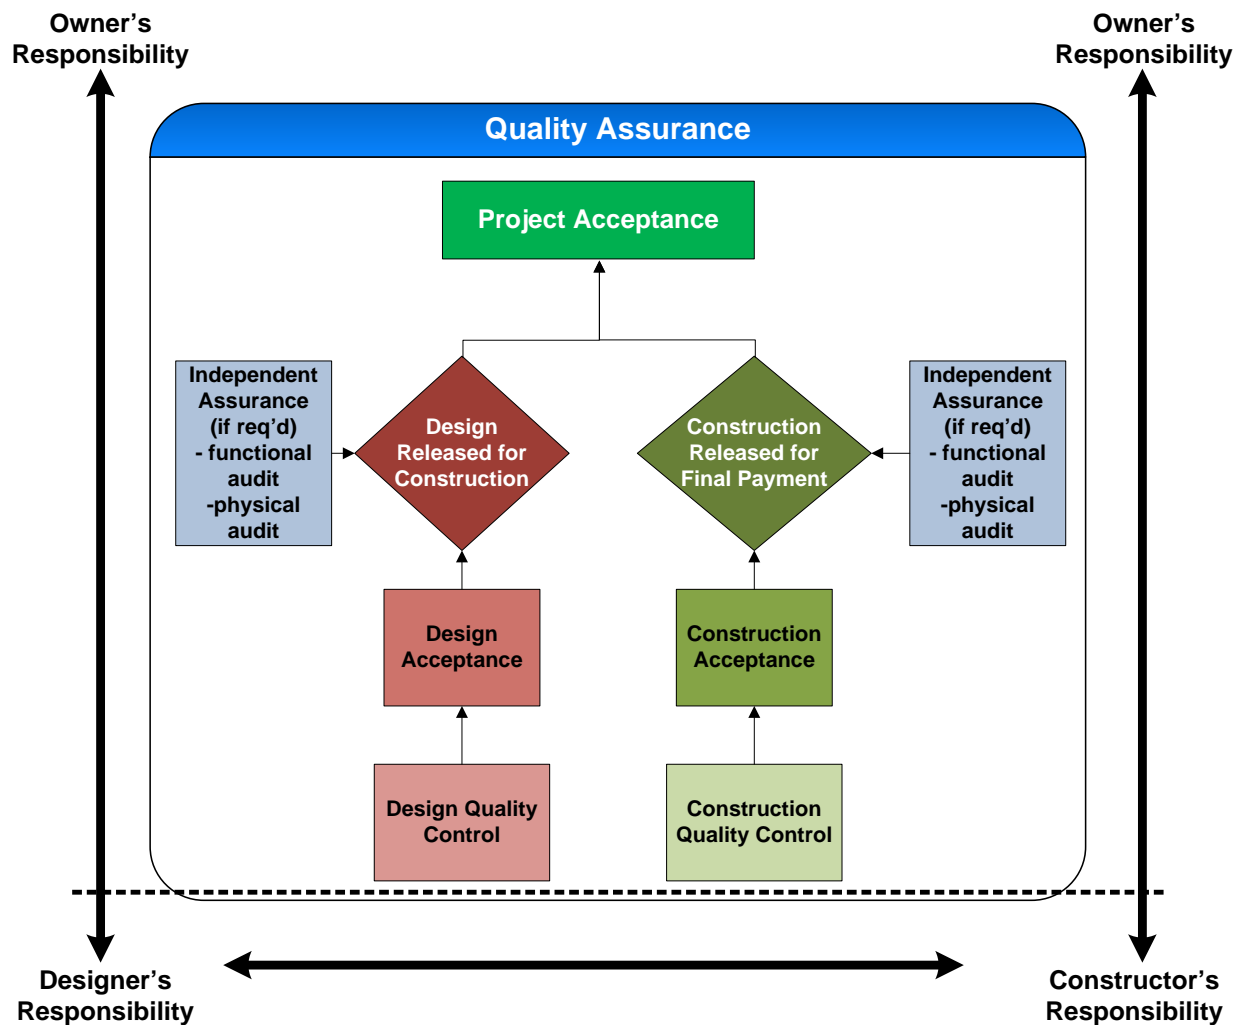 Owner's
Responsibility
Owner's
Responsibility
Quality Assurance
Project Acceptance
Independent
Assurance
(if req'd)
- functional
audit
-physical
audit
Design
Released for
Construction
Construction
Released for
Final Payment
Independent
Assurance
(if req'd)
- functional
audit
-physical
audit
Design
Acceptance
Construction
Acceptance
Design Quality
Control
Construction
Quality Control
Designer's
Responsibility
Constructor's
Responsibility